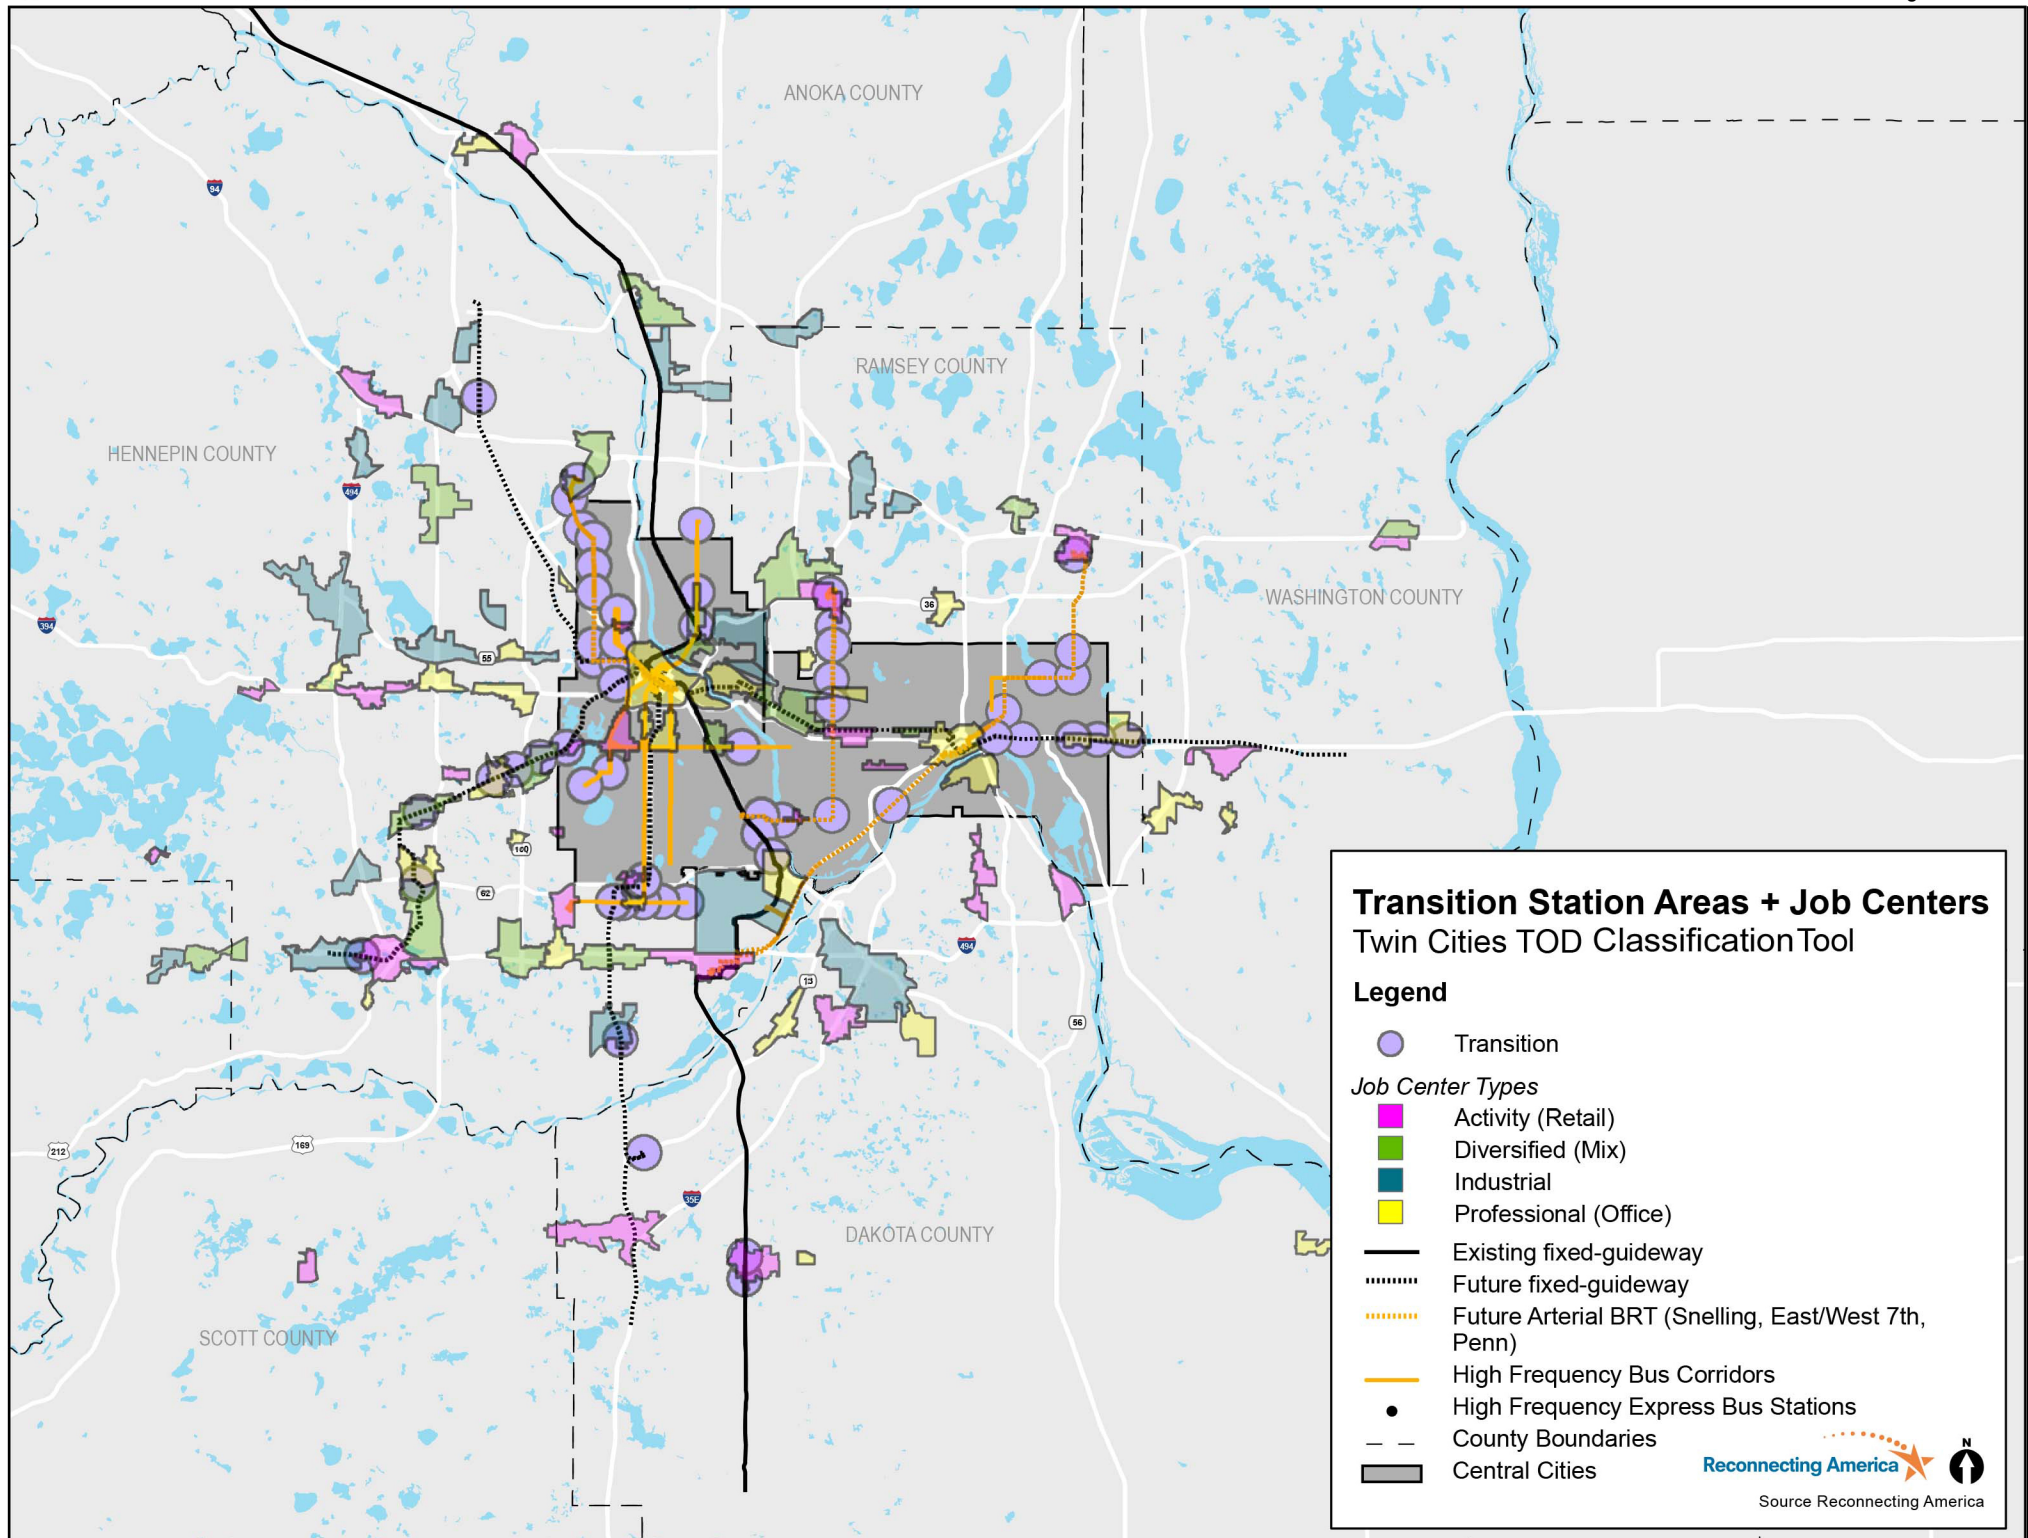 ANOKA COUNTY
94
RAMSEY COUNTY
HENNEPIN COUNTY
494
36
WASHINGTON COUNTY
394
55
100
62
494
13
56
212
169
35E
DAKOTA COUNTY
SCOTT COUNTY
Transition Station Areas + Job Centers
Twin Cities TOD Classification Tool
Legend
Transition
Job Center Types
Activity (Retail)
Diversified (Mix)
Industrial
Professional (Office)
Existing fixed-guideway
Future fixed-guideway
Future Arterial BRT (Snelling, East/West 7th,
Penn)
High Frequency Bus Corridors
High Frequency Express Bus Stations
County Boundaries
Central Cities
Reconnecting America
N
Source Reconnecting America